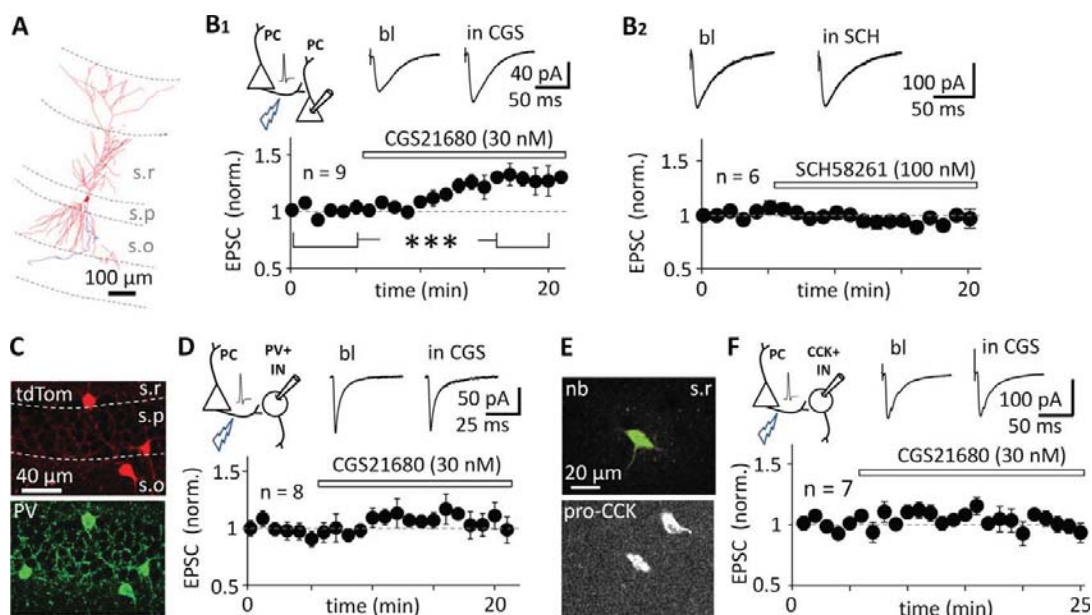 A
s.r
s.p
s.o
100 µm
B1
PC
PC
bl
in CGS
40 pA
50 ms
CGS21680 (30 nM)
n = 9
***
EPSC (norm.)
1.5
1
0.5
0
10
20
time (min)
B2
bl
in SCH
100 pA
50 ms
SCH58261 (100 nM)
n = 6
EPSC (norm.)
1.5
1
0.5
0
10
20
time (min)
C
tdTom
s.r
s.p
s.o
40 µm
PV
D
PC
PV+
IN
bl
in CGS
50 pA
25 ms
CGS21680 (30 nM)
n = 8
EPSC (norm.)
1.5
1
0.5
0
20
time (min)
E
nb
s.r
20 µm
pro-CCK
F
PC
CCK+
IN
bl
in CGS
100 pA
50 ms
CGS21680 (30 nM)
n = 7
EPSC (norm.)
1.5
1
0.5
0
25
time (min)